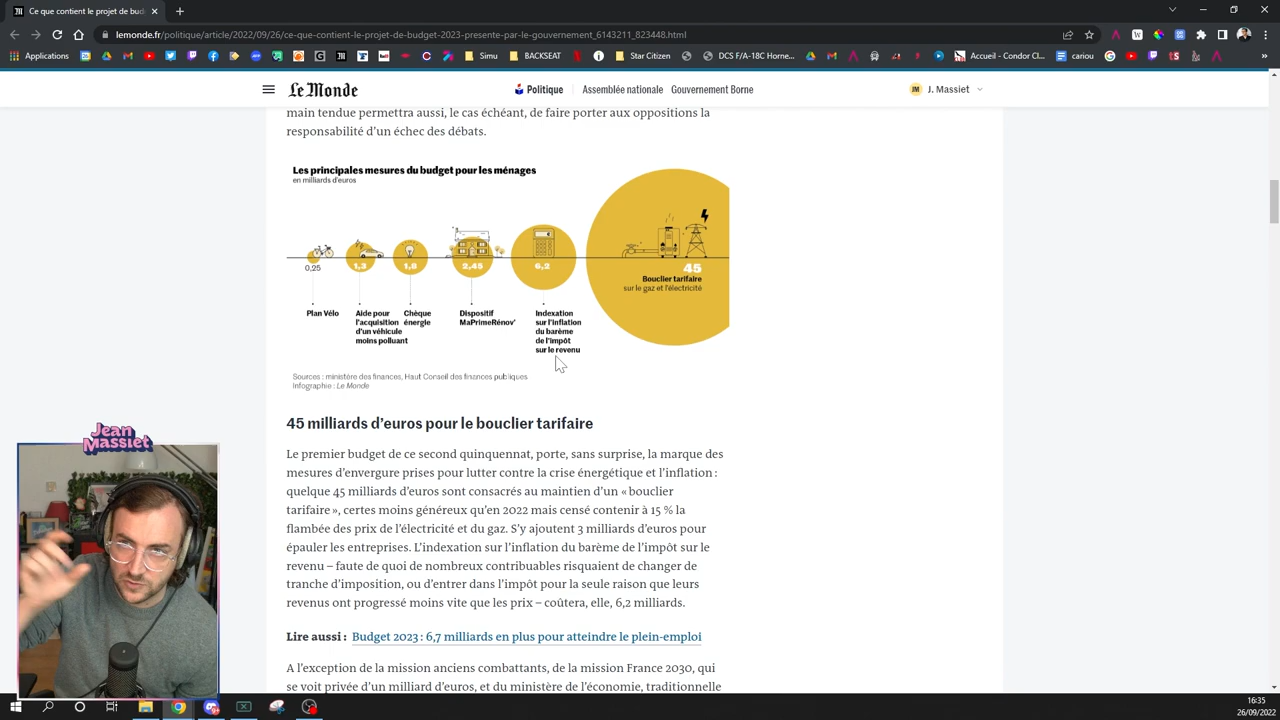 Ce que contient le projet de bud
lemonde.fr/politique/article/2022/09/26/ce-que-contient-le-projet-de-budget-2023-presente-par-le-gouvernement_6143211_823448.html
Applications
Simu
BACKSEAT
Star Citizen
DCS F/A-18C Horne...
Accueil - Condor Cl...
cariou
Le Monde
Politique
Assemblée nationale
Gouvernement Borne
JM
J. Massiet
main tendue permettra aussi, le cas échéant, de faire porter aux oppositions la
responsabilité d'un échec des débats.
Les principales mesures du budget pour les ménages
en milliards d'euros
0,25
1,3
1,8
2,45
6,2
45
Bouclier tarifaire
sur le gaz et l'électricité
Plan Vélo
Aide pour
l'acquisition
d'un véhicule
moins polluant
Chèque
énergie
Dispositif
MaPrimeRénov'
Indexation
sur l'inflation
du barème
de l'impôt
sur le revenu
Sources : ministère des finances, Haut Conseil des finances publiques
Infographie : Le Monde
45 milliards d'euros pour le bouclier tarifaire
Le premier budget de ce second quinquennat, porte, sans surprise, la marque des
mesures d'envergure prises pour lutter contre la crise énergétique et l'inflation :
quelque 45 milliards d'euros sont consacrés au maintien d'un « bouclier
tarifaire », certes moins généreux qu'en 2022 mais censé contenir à 15 % la
flambée des prix de l'électricité et du gaz. S'y ajoutent 3 milliards d'euros pour
épauler les entreprises. L'indexation sur l'inflation du barème de l'impôt sur le
revenu – faute de quoi de nombreux contribuables risquaient de changer de
tranche d'imposition, ou d'entrer dans l'impôt pour la seule raison que leurs
revenus ont progressé moins vite que les prix – coûtera, elle, 6,2 milliards.
Lire aussi : Budget 2023 : 6,7 milliards en plus pour atteindre le plein-emploi
A l'exception de la mission anciens combattants, de la mission France 2030, qui
se voit privée d'un milliard d'euros, et du ministère de l'économie, traditionnelle
Jean
Massiet
16:35
26/09/2022